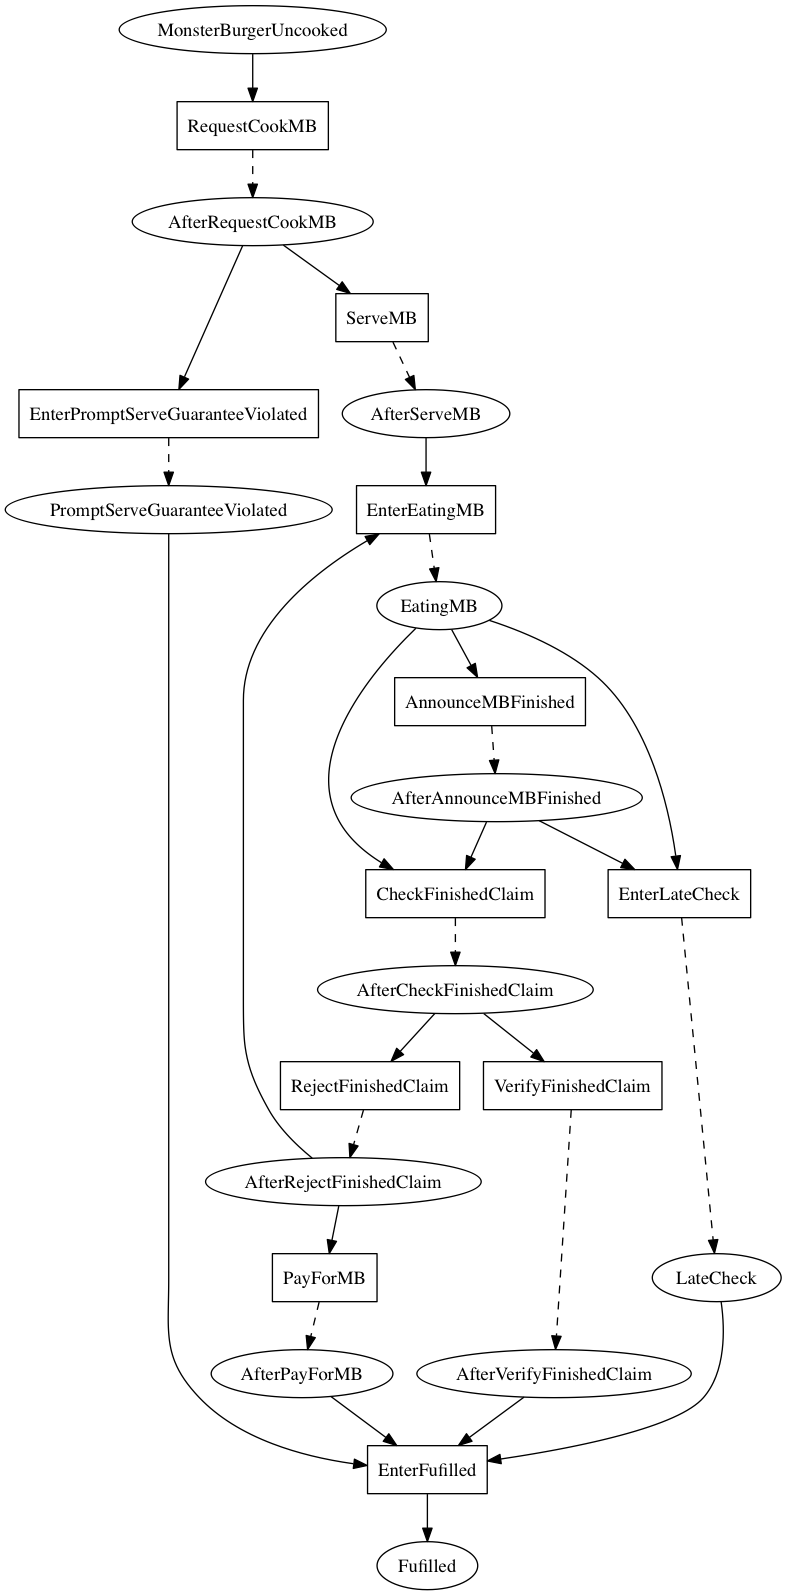 MonsterBurgerUncooked
RequestCookMB
AfterRequestCookMB
ServeMB
EnterPromptServeGuaranteeViolated
AfterServeMB
PromptServeGuaranteeViolated
EnterEatingMB
EatingMB
AnnounceMBFinished
AfterAnnounceMBFinished
CheckFinishedClaim
EnterLateCheck
AfterCheckFinishedClaim
RejectFinishedClaim
VerifyFinishedClaim
AfterRejectFinishedClaim
PayForMB
LateCheck
AfterPayForMB
AfterVerifyFinishedClaim
EnterFufilled
Fufilled